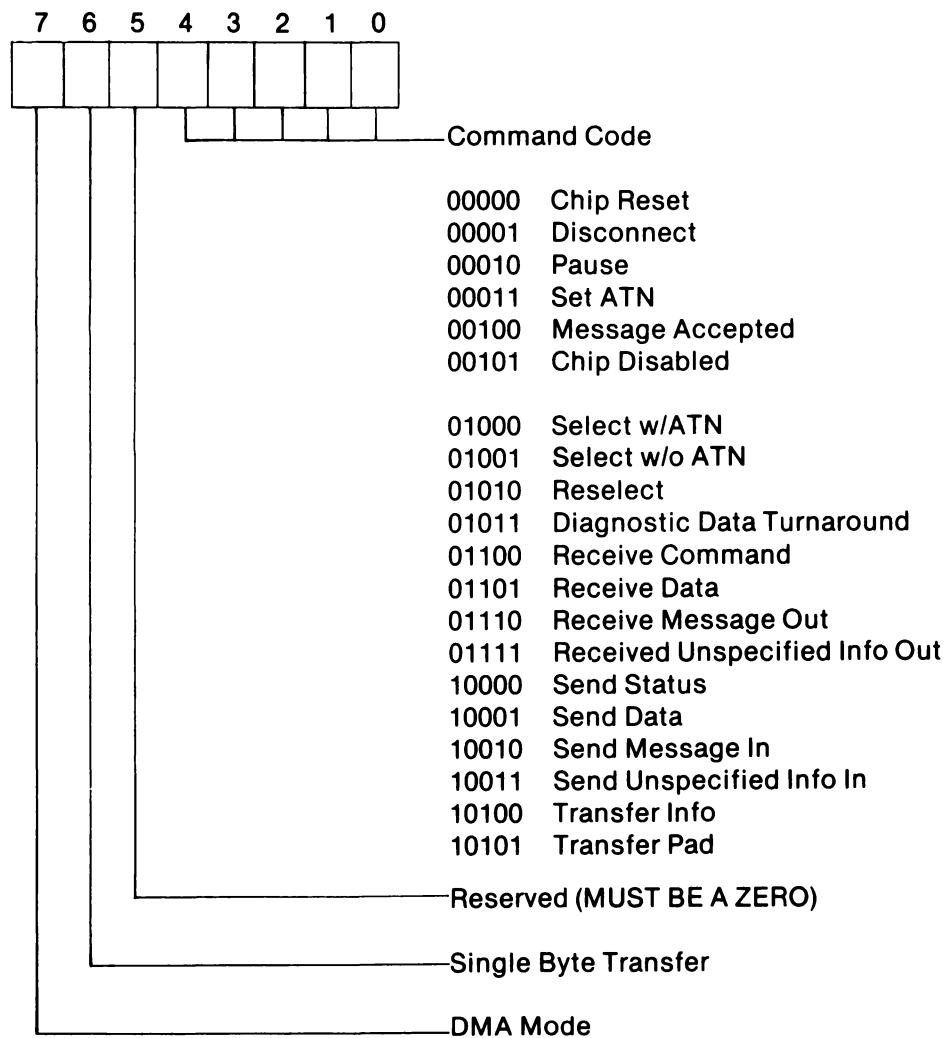 7 6 5 4 3 2 1 0
Command Code
00000 Chip Reset
00001 Disconnect
00010 Pause
00011 Set ATN
00100 Message Accepted
00101 Chip Disabled
01000 Select w/ATN
01001 Select w/o ATN
01010 Reselect
01011 Diagnostic Data Turnaround
01100 Receive Command
01101 Receive Data
01110 Receive Message Out
01111 Received Unspecified Info Out
10000 Send Status
10001 Send Data
10010 Send Message In
10011 Send Unspecified Info In
10100 Transfer Info
10101 Transfer Pad
Reserved (MUST BE A ZERO)
Single Byte Transfer
DMA Mode